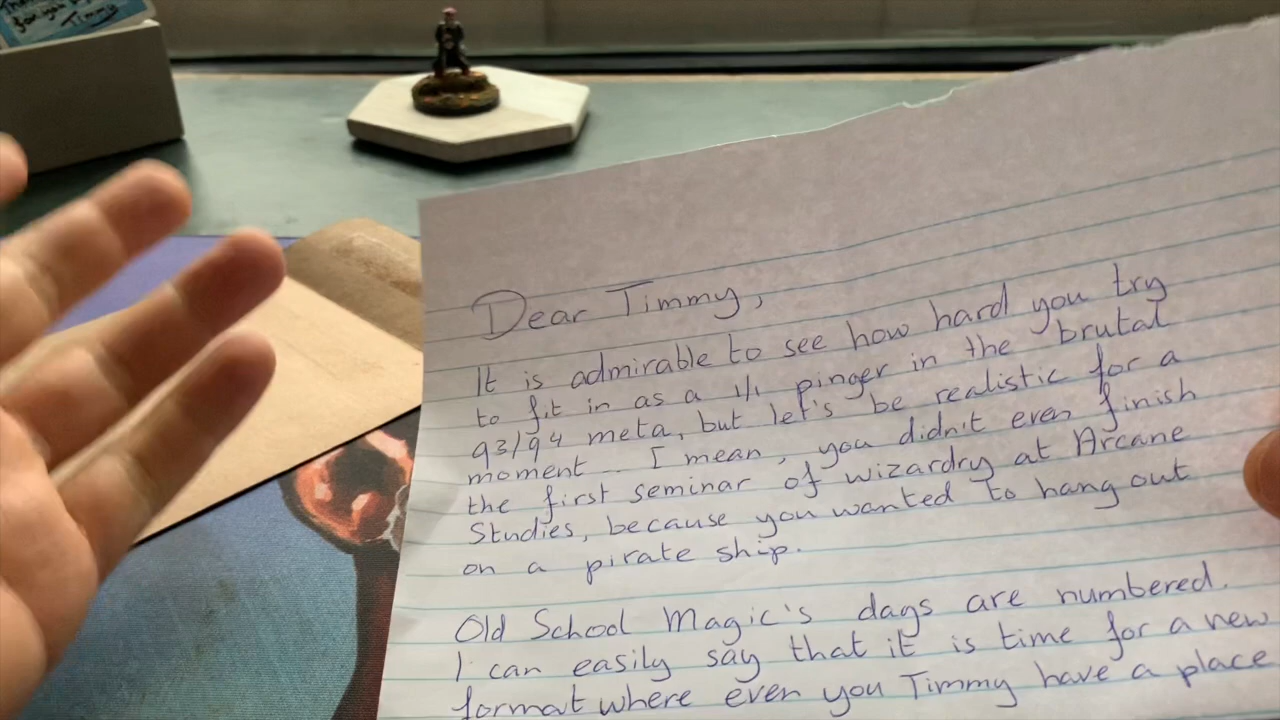 for you
Timmy
Dear Timmy,
It is admirable to see how hard you try
to fit in as a 1/1 pinger in the brutal
93/94 meta, but let's be realistic for a
moment... I mean, you didn't even finish
the first seminar of wizardry at Arcane
Studies, because you wanted to hang out
on a pirate ship.
Old School Magic's days are numbered.
I can easily say that it is time for a new
format where even you Timmy have a place